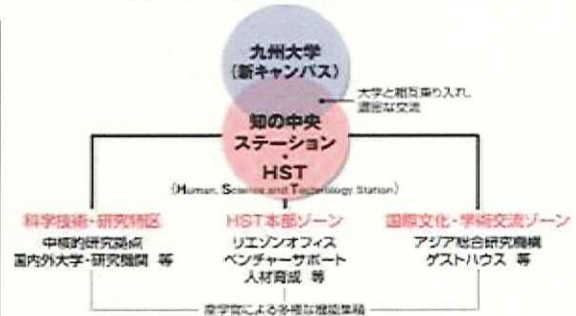 九州大学
(新キャンパス)
大学と相互乗り入れ、
濃密な交流
知の中央
ステーション
・
HST
(Human, Science and Technology Station)
科学技術・研究特区
中核的研究拠点
国内外大学・研究機関 等
HST本部ゾーン
リエゾンオフィス
ベンチャーサポート
人材育成 等
国際文化・学術交流ゾーン
アジア総合研究機構
ゲストハウス 等
産学官による多様な機能集積